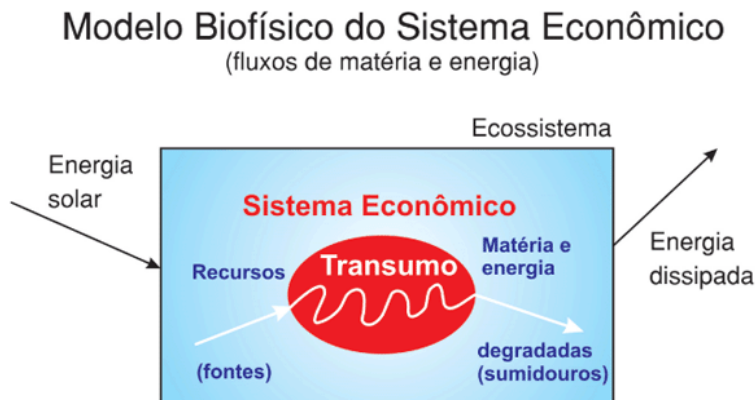 Modelo Biofísico do Sistema Econômico
(fluxos de matéria e energia)
Ecossistema
Energia
solar
Sistema Econômico
Recursos
Transumo
Matéria e
energia
Energia
dissipada
(fontes)
degradadas
(sumidouros)